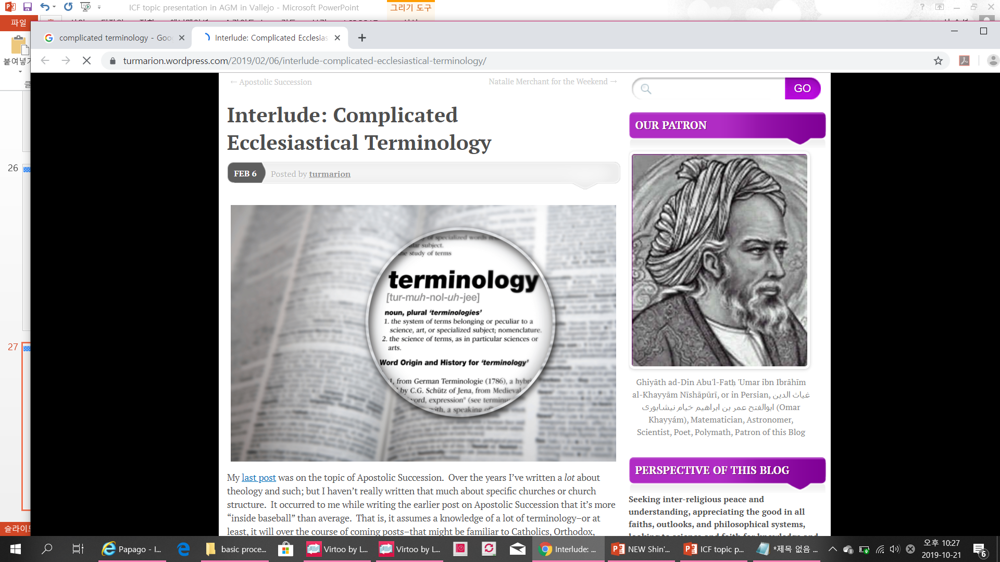 ICF topic presentation in AGM in Vallejo - Microsoft PowerPoint
그리기 도구
파일
26
27
complicated terminology - Goo
Interlude: Complicated Ecclesias
turmarion.wordpress.com/2019/02/06/interlude-complicated-ecclesiastical-terminology/
← Apostolic Succession
Natalie Merchant for the Weekend →
Interlude: Complicated
Ecclesiastical Terminology
FEB 6 Posted by turmarion
of specialized words
subject.
the study of terms
terminology
[tur-muh-nol-uh-jee]
noun, plural ‘terminologies’
1. the system of terms belonging or peculiar to a
science, art, or specialized subject; nomenclature.
2. the science of terms, as in particular sciences or
arts.
Word Origin and History for ‘terminology’
, from German Terminologie (1786), a hybri
by C.G. Schütz of Jena, from Medieval
word, expression" (see terminu
with, a speaking of
My last post was on the topic of Apostolic Succession. Over the years I’ve written a lot about
theology and such; but I haven’t really written that much about specific churches or church
structure. It occurred to me while writing the earlier post on Apostolic Succession that it’s more
“inside baseball” than average. That is, it assumes a knowledge of a lot of terminology–or at
least, it will over the course of coming posts–that might be familiar to Catholics, Orthodox,
GO
OUR PATRON
Ghiyāth ad-Din Abu'l-Fatḥ 'Umar ibn Ibrāhīm
al-Khayyām Nīshāpūrī, or in Persian, غیاث الدین
ابوالفتح عمر بن ابراهیم خیام نیشابوری (Omar
Khayyám), Matematician, Astronomer,
Scientist, Poet, Polymath, Patron of this Blog
PERSPECTIVE OF THIS BLOG
Seeking inter-religious peace and
understanding, appreciating the good in all
faiths, outlooks, and philosophical systems,
looking to science and faith for knowledge and
Papago - I...
basic proce...
Virtoo by L...
Virtoo by L...
Interlude: ...
NEW Shin'...
ICF topic p...
*제목 없음 ...
오후 10:27
2019-10-21
6